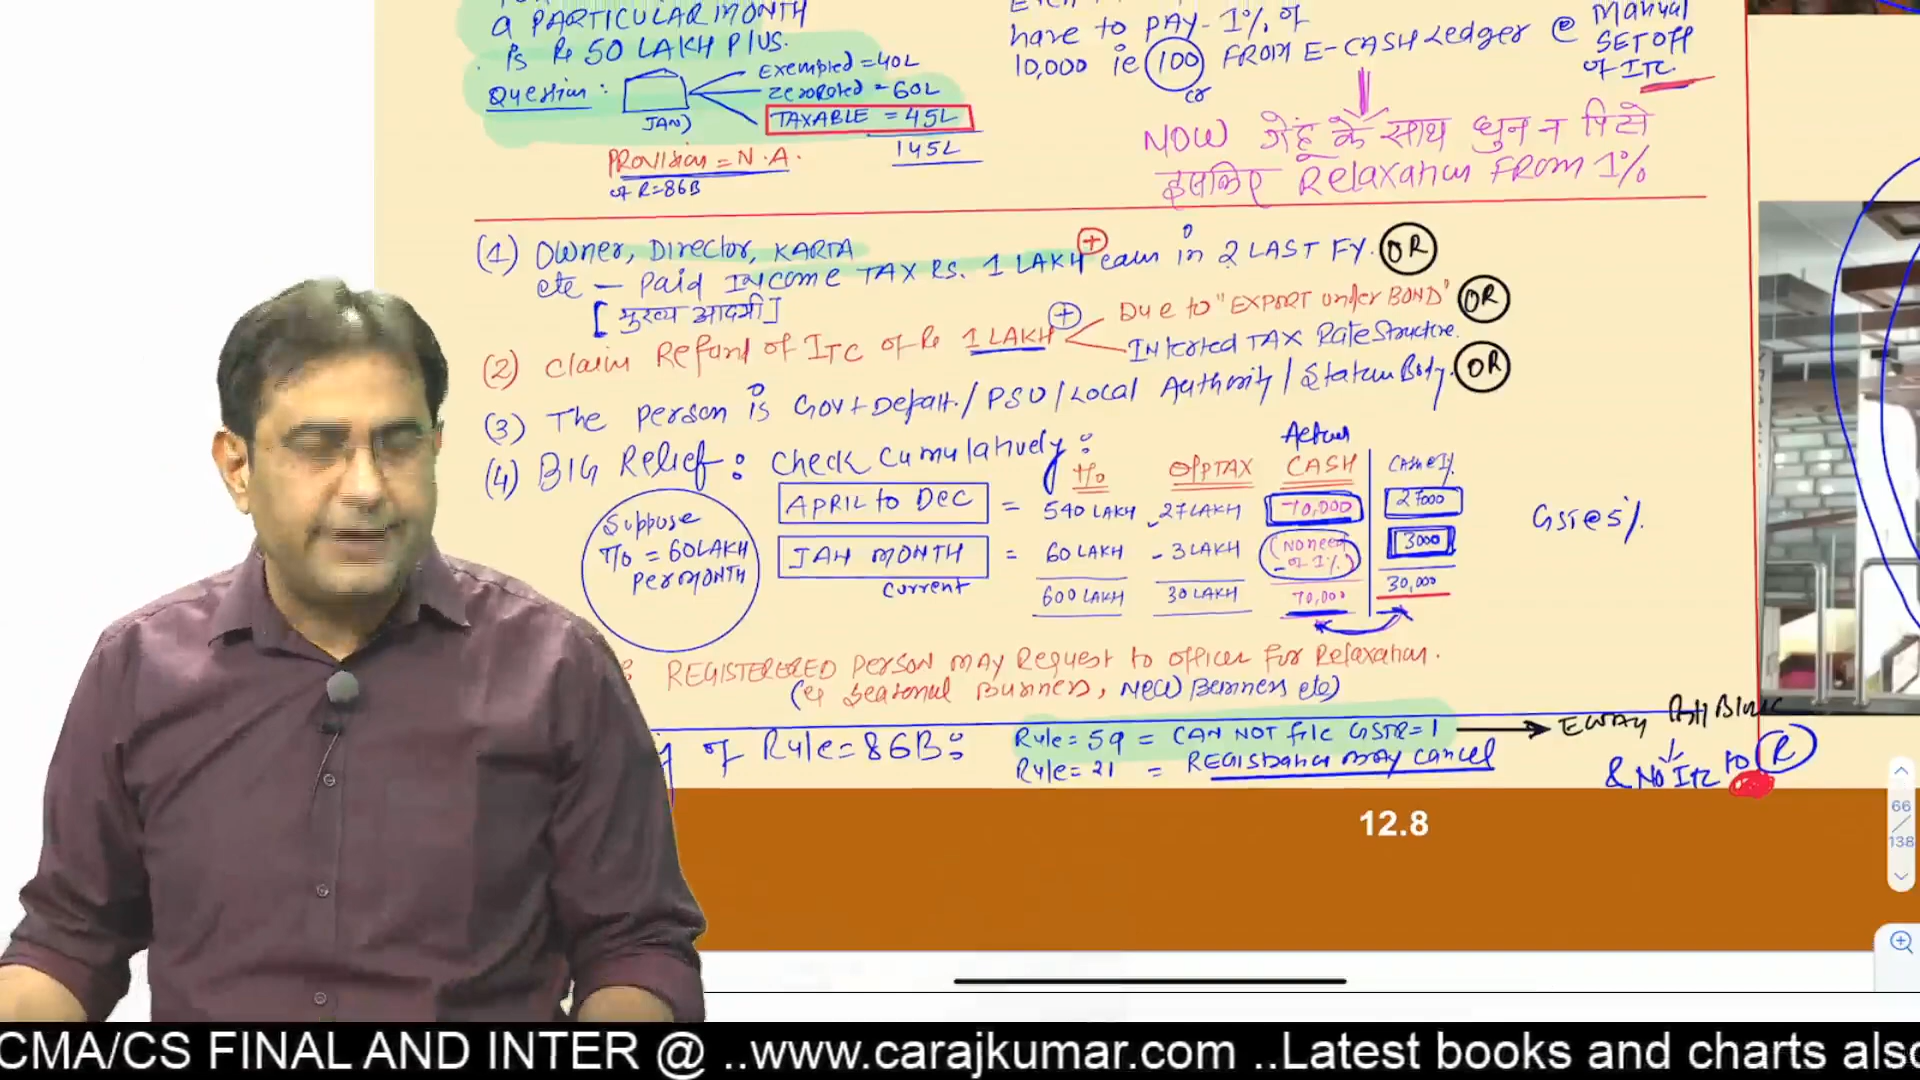 a PARTICULAR MONTH
is Rs 50 LAKH PLUS.
Question:
JAN
Exempted = 40L
Zero Rated = 60L
TAXABLE = 45L
145L
PROVISION = N.A.
of R=86B
have to PAY - 1% of
10,000 ie 100 FROM E-CASH Ledger @ Manual
SET OFF
of ITC.
Now गेहूं के साथ घुन न पिसे
इसलिए Relaxation FROM 1%
(1) Owner, Director, KARTA
etc — Paid INCOME TAX RS. 1 LAKH + each in 2 LAST FY. OR
[मुख्य आदमी]
(2) Claim Refund of ITC of Rs 1 LAKH +
Due to "EXPORT under BOND" OR
Inverted TAX Rate Structure.
(3) The person is Govt Depatt./PSU/Local Authority/ Statau Body. OR
(4) BIG Relief: Check Cumulatively:
Suppose
T/o = 60 LAKH
Per MONTH
T/o O/P TAX Actual CASH Cash@1%
APRIL to DEC = 540 LAKH 27 LAKH 70,000 27000
JAN MONTH = 60 LAKH - 3 LAKH (No need - of 1%) 3000
current
600 LAKH 30 LAKH 70,000 30,000
GST@5%
REGISTERERED PERSON MAY Request to officer for Relaxation.
(eg Seasonal Business, New Business etc)
of Rule=86B:
Rule=59 = CAN NOT file GSTR=1
Rule=21 = REGISTRATION may cancel
EWAY Bill Block
& No ITC to R
12.8
66
138
CMA/CS FINAL AND INTER @ ..www.carajkumar.com ..Latest books and charts also